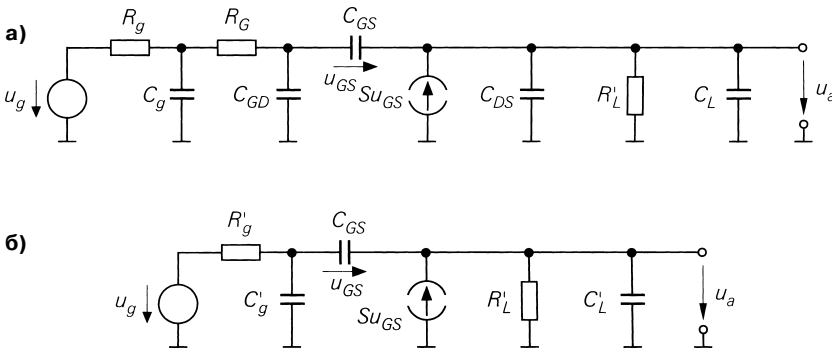 а)
R_g
R_G
C_GS
u_g
C_g
C_GD
u_GS
Su_GS
C_DS
R'_L
C_L
u_a
б)
R'_g
C_GS
u_g
C'_g
u_GS
Su_GS
R'_L
C'_L
u_a